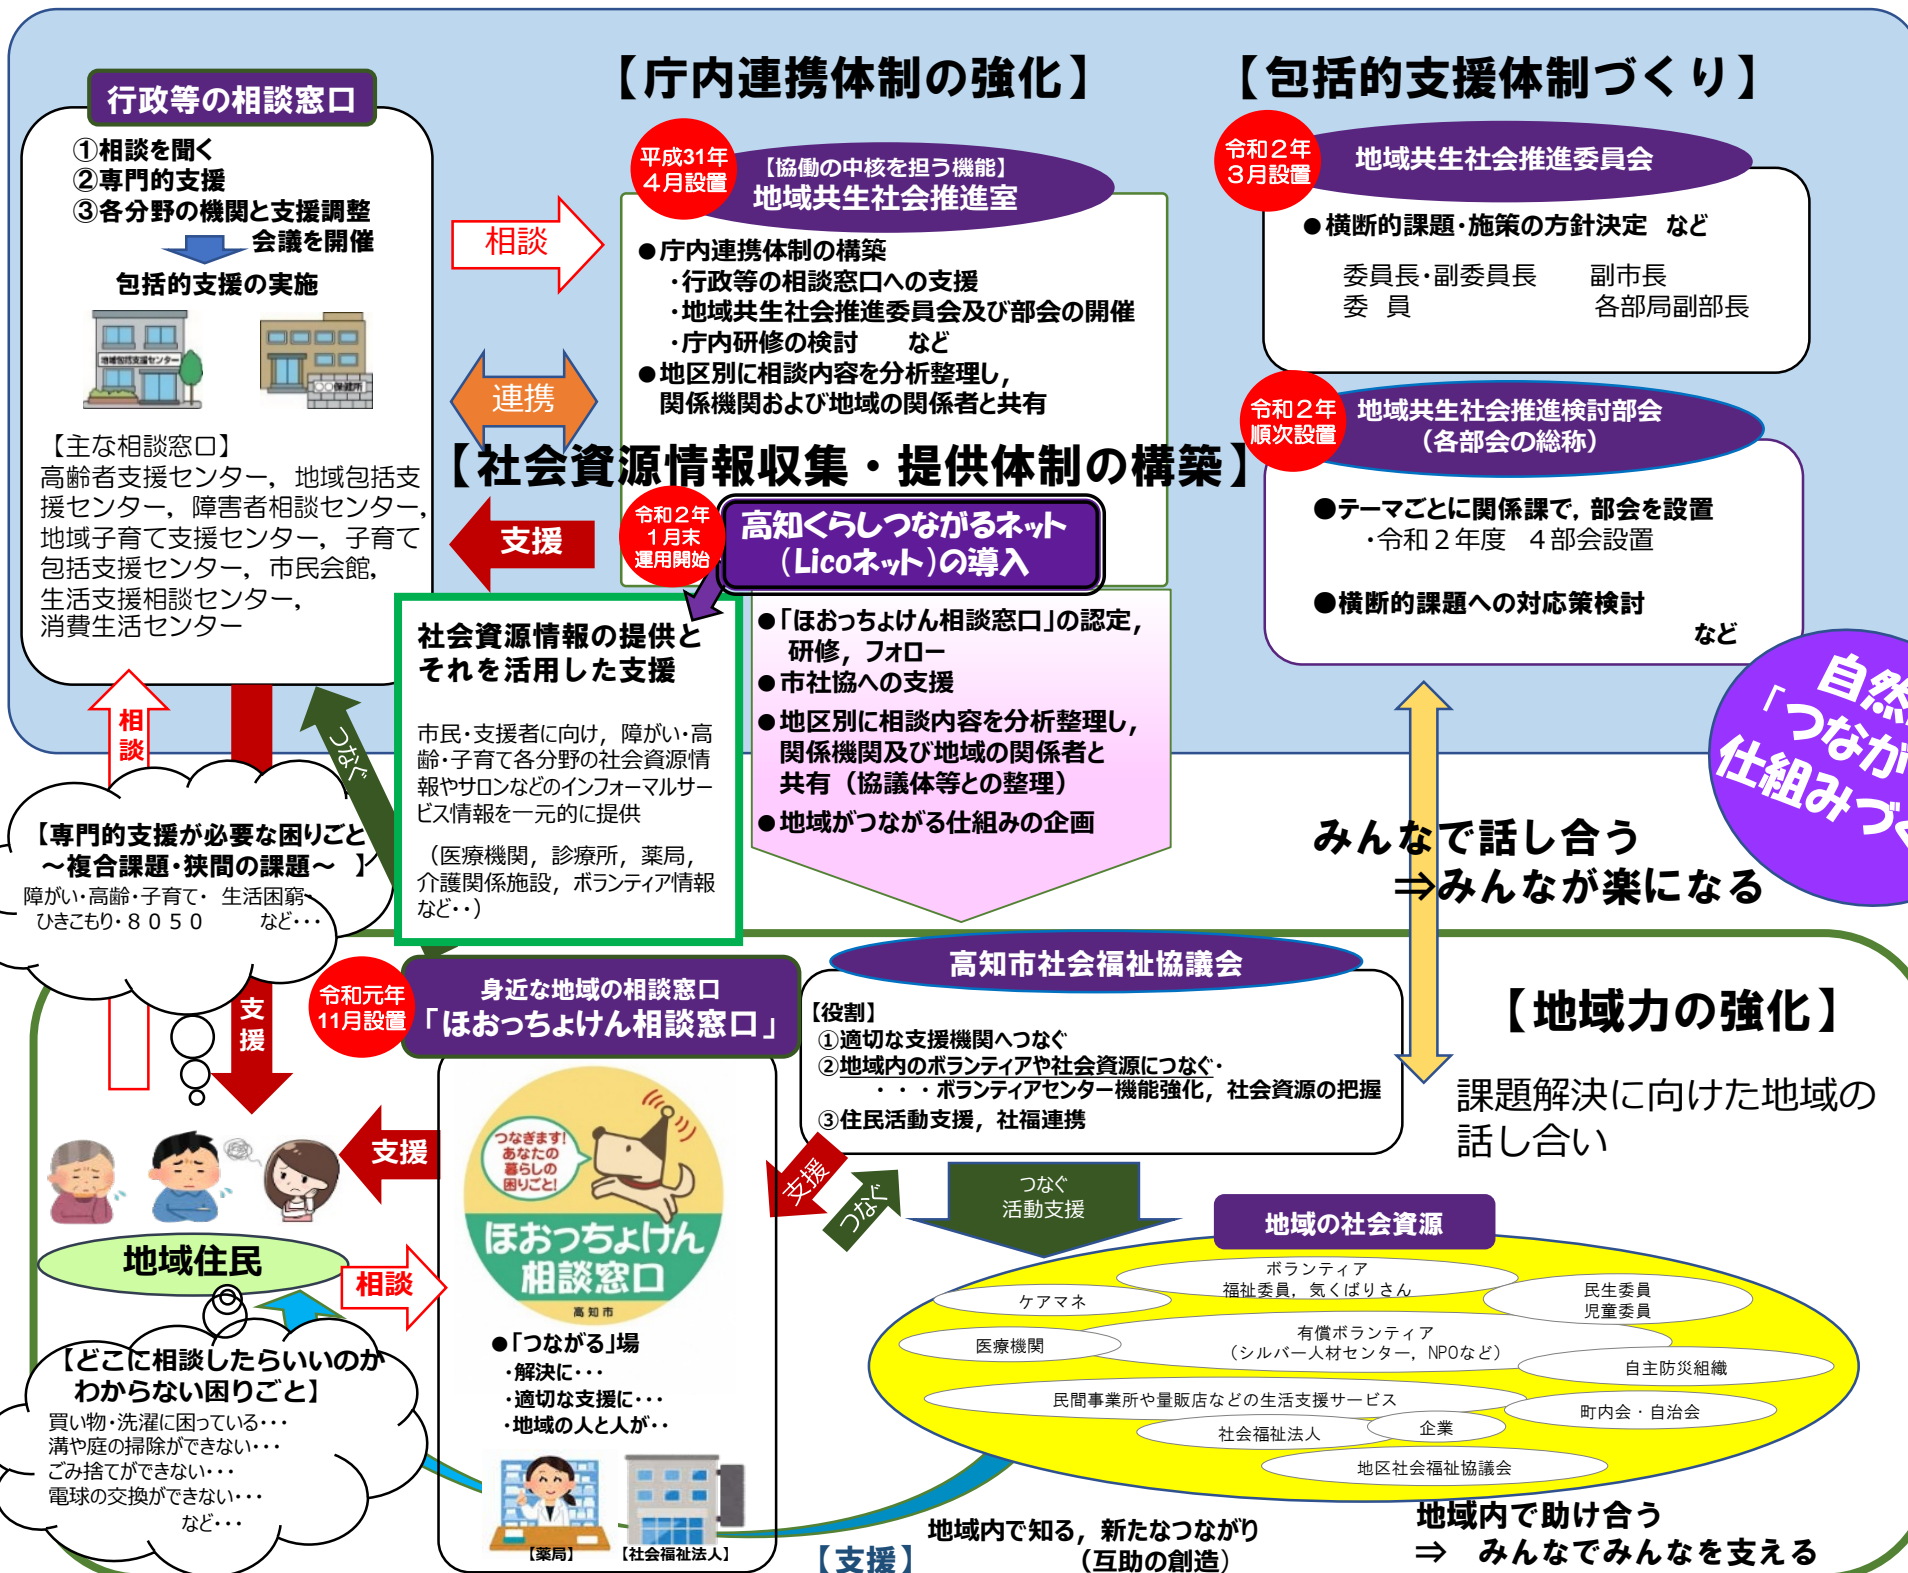 【庁内連携体制の強化】
【包括的支援体制づくり】
行政等の相談窓口
①相談を聞く
②専門的支援
③各分野の機関と支援調整
会議を開催
包括的支援の実施
地域包括支援センター
○○保健所
【主な相談窓口】
高齢者支援センター，地域包括支
援センター，障害者相談センター，
地域子育て支援センター，子育て
包括支援センター，市民会館，
生活支援相談センター，
消費生活センター
相談
連携
支援
平成31年
４月設置
【協働の中核を担う機能】
地域共生社会推進室
●庁内連携体制の構築
・行政等の相談窓口への支援
・地域共生社会推進委員会及び部会の開催
・庁内研修の検討　　など
●地区別に相談内容を分析整理し，
関係機関および地域の関係者と共有
【社会資源情報収集・提供体制の構築】
令和２年
１月末
運用開始
高知くらしつながるネット
（Licoネット）の導入
令和２年
３月設置
地域共生社会推進委員会
●横断的課題・施策の方針決定　など
委員長・副委員長　　副市長
委　員　　各部局副部長
令和２年
順次設置
地域共生社会推進検討部会
（各部会の総称）
●テーマごとに関係課で，部会を設置
・令和２年度　４部会設置
●横断的課題への対応策検討
など
社会資源情報の提供と
それを活用した支援
市民・支援者に向け，障がい・高
齢・子育て各分野の社会資源情
報やサロンなどのインフォーマルサー
ビス情報を一元的に提供
（医療機関，診療所，薬局，
介護関係施設，ボランティア情報
など・・）
●「ほおっちょけん相談窓口」の認定，
研修，フォロー
●市社協への支援
●地区別に相談内容を分析整理し，
関係機関及び地域の関係者と
共有（協議体等との整理）
●地域がつながる仕組みの企画
自然
「つなが
仕組みづ
みんなで話し合う
⇒みんなが楽になる
相談
つなぐ
【専門的支援が必要な困りごと
～複合課題・狭間の課題～　】
障がい・高齢・子育て・　生活困窮・
ひきこもり・８０５０　　など・・・
支援
令和元年
11月設置
身近な地域の相談窓口
「ほおっちょけん相談窓口」
つなぎます！
あなたの
暮らしの
困りごと！
ほおっちょけん
相談窓口
高知市
●「つながる」場
・解決に・・・
・適切な支援に・・・
・地域の人と人が・・
【薬局】
【社会福祉法人】
高知市社会福祉協議会
【役割】
①適切な支援機関へつなぐ
②地域内のボランティアや社会資源につなぐ・
・・・ボランティアセンター機能強化，社会資源の把握
③住民活動支援，社福連携
【地域力の強化】
課題解決に向けた地域の
話し合い
支援
支援
つなぐ
つなぐ
活動支援
地域住民
相談
【どこに相談したらいいのか
わからない困りごと】
買い物・洗濯に困っている・・・
溝や庭の掃除ができない・・・
ごみ捨てができない・・・
電球の交換ができない・・・
など・・・
地域の社会資源
ボランティア
福祉委員，気くばりさん
ケアマネ
民生委員
児童委員
医療機関
有償ボランティア
（シルバー人材センター，NPOなど）
自主防災組織
民間事業所や量販店などの生活支援サービス
町内会・自治会
社会福祉法人
企業
地区社会福祉協議会
地域内で知る，新たなつながり
（互助の創造）
【支援】
地域内で助け合う
⇒　みんなでみんなを支える